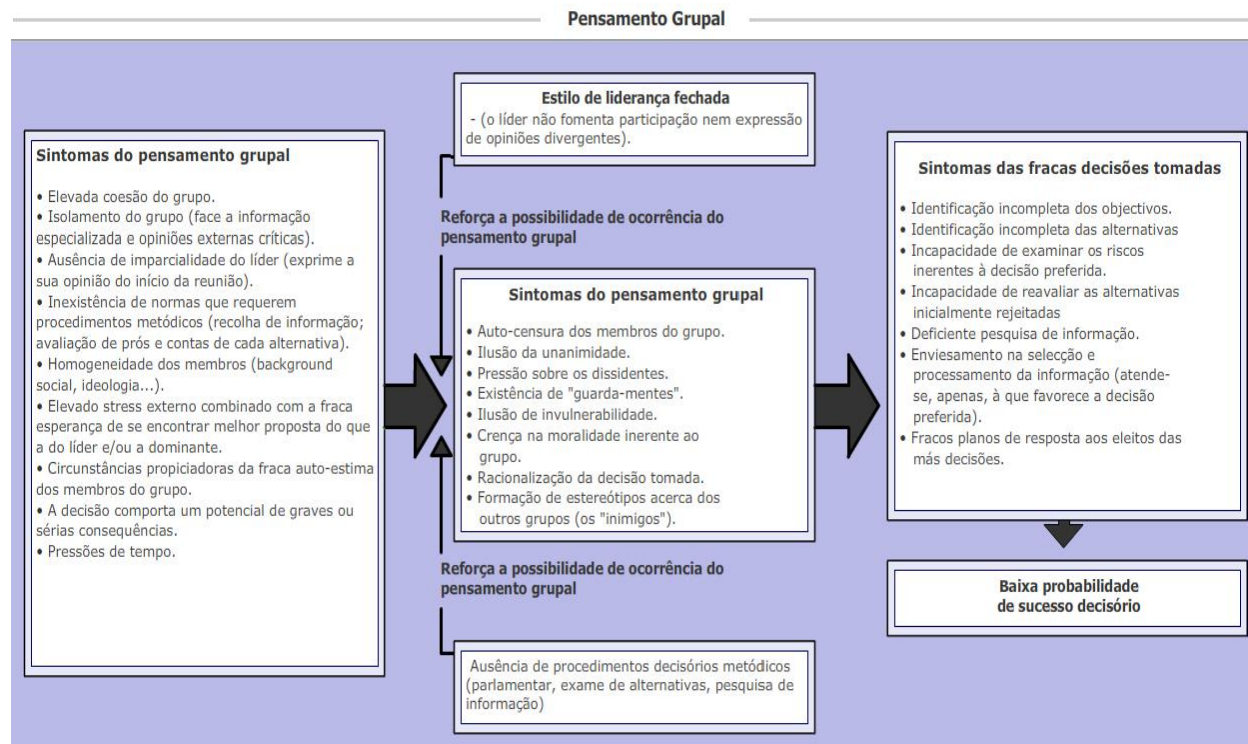 Pensamento Grupal
Sintomas do pensamento grupal
• Elevada coesão do grupo.
• Isolamento do grupo (face a informação
especializada e opiniões externas críticas).
• Ausência de imparcialidade do líder (exprime a
sua opinião do início da reunião).
• Inexistência de normas que requerem
procedimentos metódicos (recolha de informação;
avaliação de prós e contas de cada alternativa).
• Homogeneidade dos membros (background
social, ideologia...).
• Elevado stress externo combinado com a fraca
esperança de se encontrar melhor proposta do que
a do líder e/ou a dominante.
• Circunstâncias propiciadoras da fraca auto-estima
dos membros do grupo.
• A decisão comporta um potencial de graves ou
sérias consequências.
• Pressões de tempo.
Estilo de liderança fechada
- (o líder não fomenta participação nem expressão
de opiniões divergentes).
Reforça a possibilidade de ocorrência do
pensamento grupal
Sintomas do pensamento grupal
• Auto-censura dos membros do grupo.
• Ilusão da unanimidade.
• Pressão sobre os dissidentes.
• Existência de "guarda-mentes".
• Ilusão de invulnerabilidade.
• Crença na moralidade inerente ao
grupo.
• Racionalização da decisão tomada.
• Formação de estereótipos acerca dos
outros grupos (os "inimigos").
Reforça a possibilidade de ocorrência do
pensamento grupal
Ausência de procedimentos decisórios metódicos
(parlamentar, exame de alternativas, pesquisa de
informação)
Sintomas das fracas decisões tomadas
• Identificação incompleta dos objectivos.
• Identificação incompleta das alternativas
• Incapacidade de examinar os riscos
inerentes à decisão preferida.
• Incapacidade de reavaliar as alternativas
inicialmente rejeitadas
• Deficiente pesquisa de informação.
• Enviesamento na selecção e
processamento da informação (atende-
se, apenas, à que favorece a decisão
preferida).
• Fracos planos de resposta aos eleitos das
más decisões.
Baixa probabilidade
de sucesso decisório